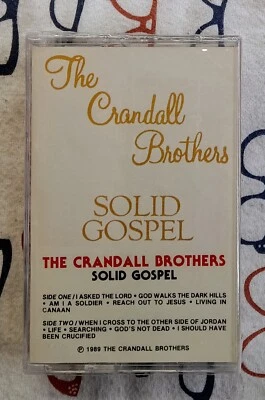 The
Crandall
Brothers
SOLID
GOSPEL
THE CRANDALL BROTHERS
SOLID GOSPEL
SIDE ONE / I ASKED THE LORD • GOD WALKS THE DARK HILLS
• AM I A SOLDIER • REACH OUT TO JESUS • LIVING IN
CANAAN
SIDE TWO / WHEN I CROSS TO THE OTHER SIDE OF JORDAN
• LIFE • SEARCHING • GOD'S NOT DEAD • I SHOULD HAVE
BEEN CRUCIFIED
℗ 1989 THE CRANDALL BROTHERS